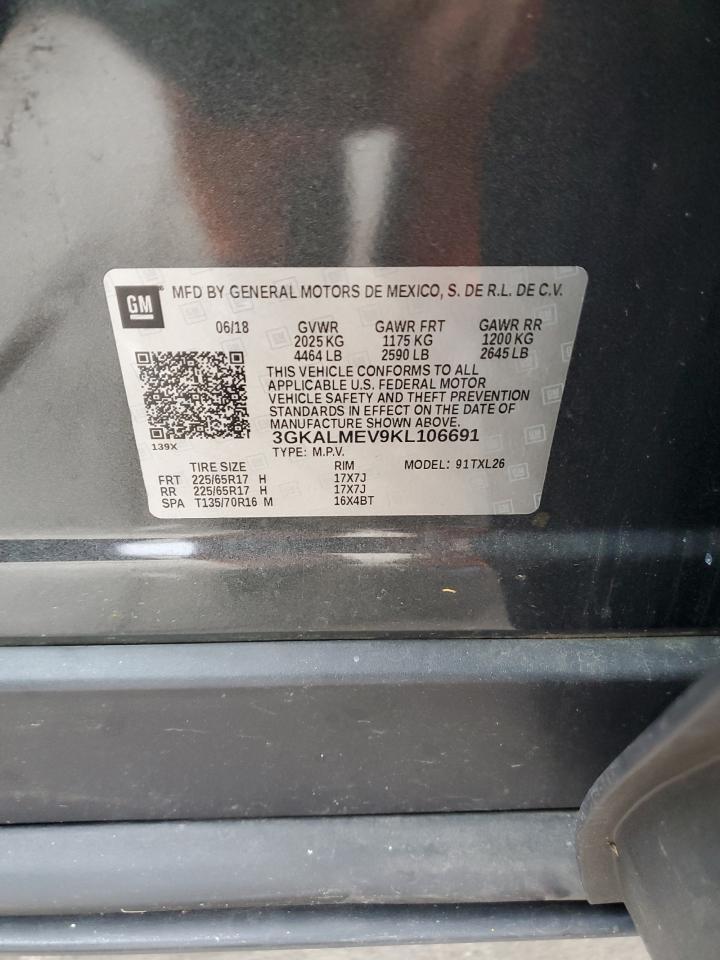 GM MFD BY GENERAL MOTORS DE MEXICO, S. DE R.L. DE C.V.
06/18 GVWR GAWR FRT GAWR RR
2025 KG 1175 KG 1200 KG
4464 LB 2590 LB 2645 LB
THIS VEHICLE CONFORMS TO ALL
APPLICABLE U.S. FEDERAL MOTOR
VEHICLE SAFETY AND THEFT PREVENTION
STANDARDS IN EFFECT ON THE DATE OF
MANUFACTURE SHOWN ABOVE.
3GKALMEV9KL106691
139X
TYPE: M.P.V.
TIRE SIZE RIM MODEL: 91TXL26
FRT 225/65R17 H 17X7J
RR 225/65R17 H 17X7J
SPA T135/70R16 M 16X4BT